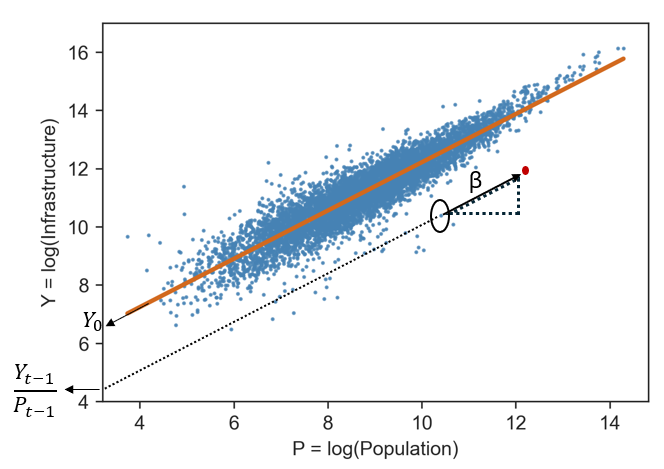 16
14
12
10
8
6
4
Y = log(Infrastructure)
Y₀
Yₜ₋₁
Pₜ₋₁
β
4 6 8 10 12 14
P = log(Population)